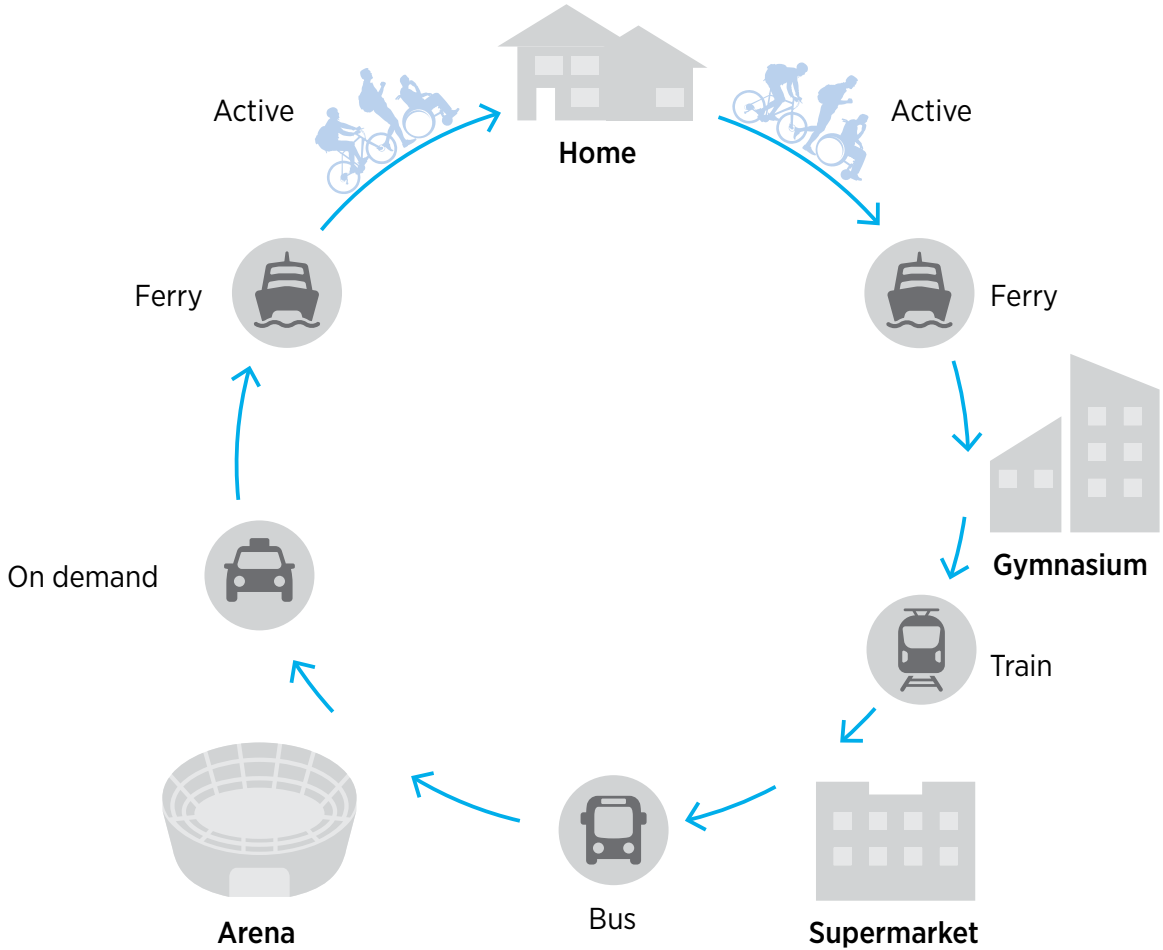 Active
Active
Home
Ferry
Ferry
Gymnasium
On demand
Train
Bus
Arena
Supermarket